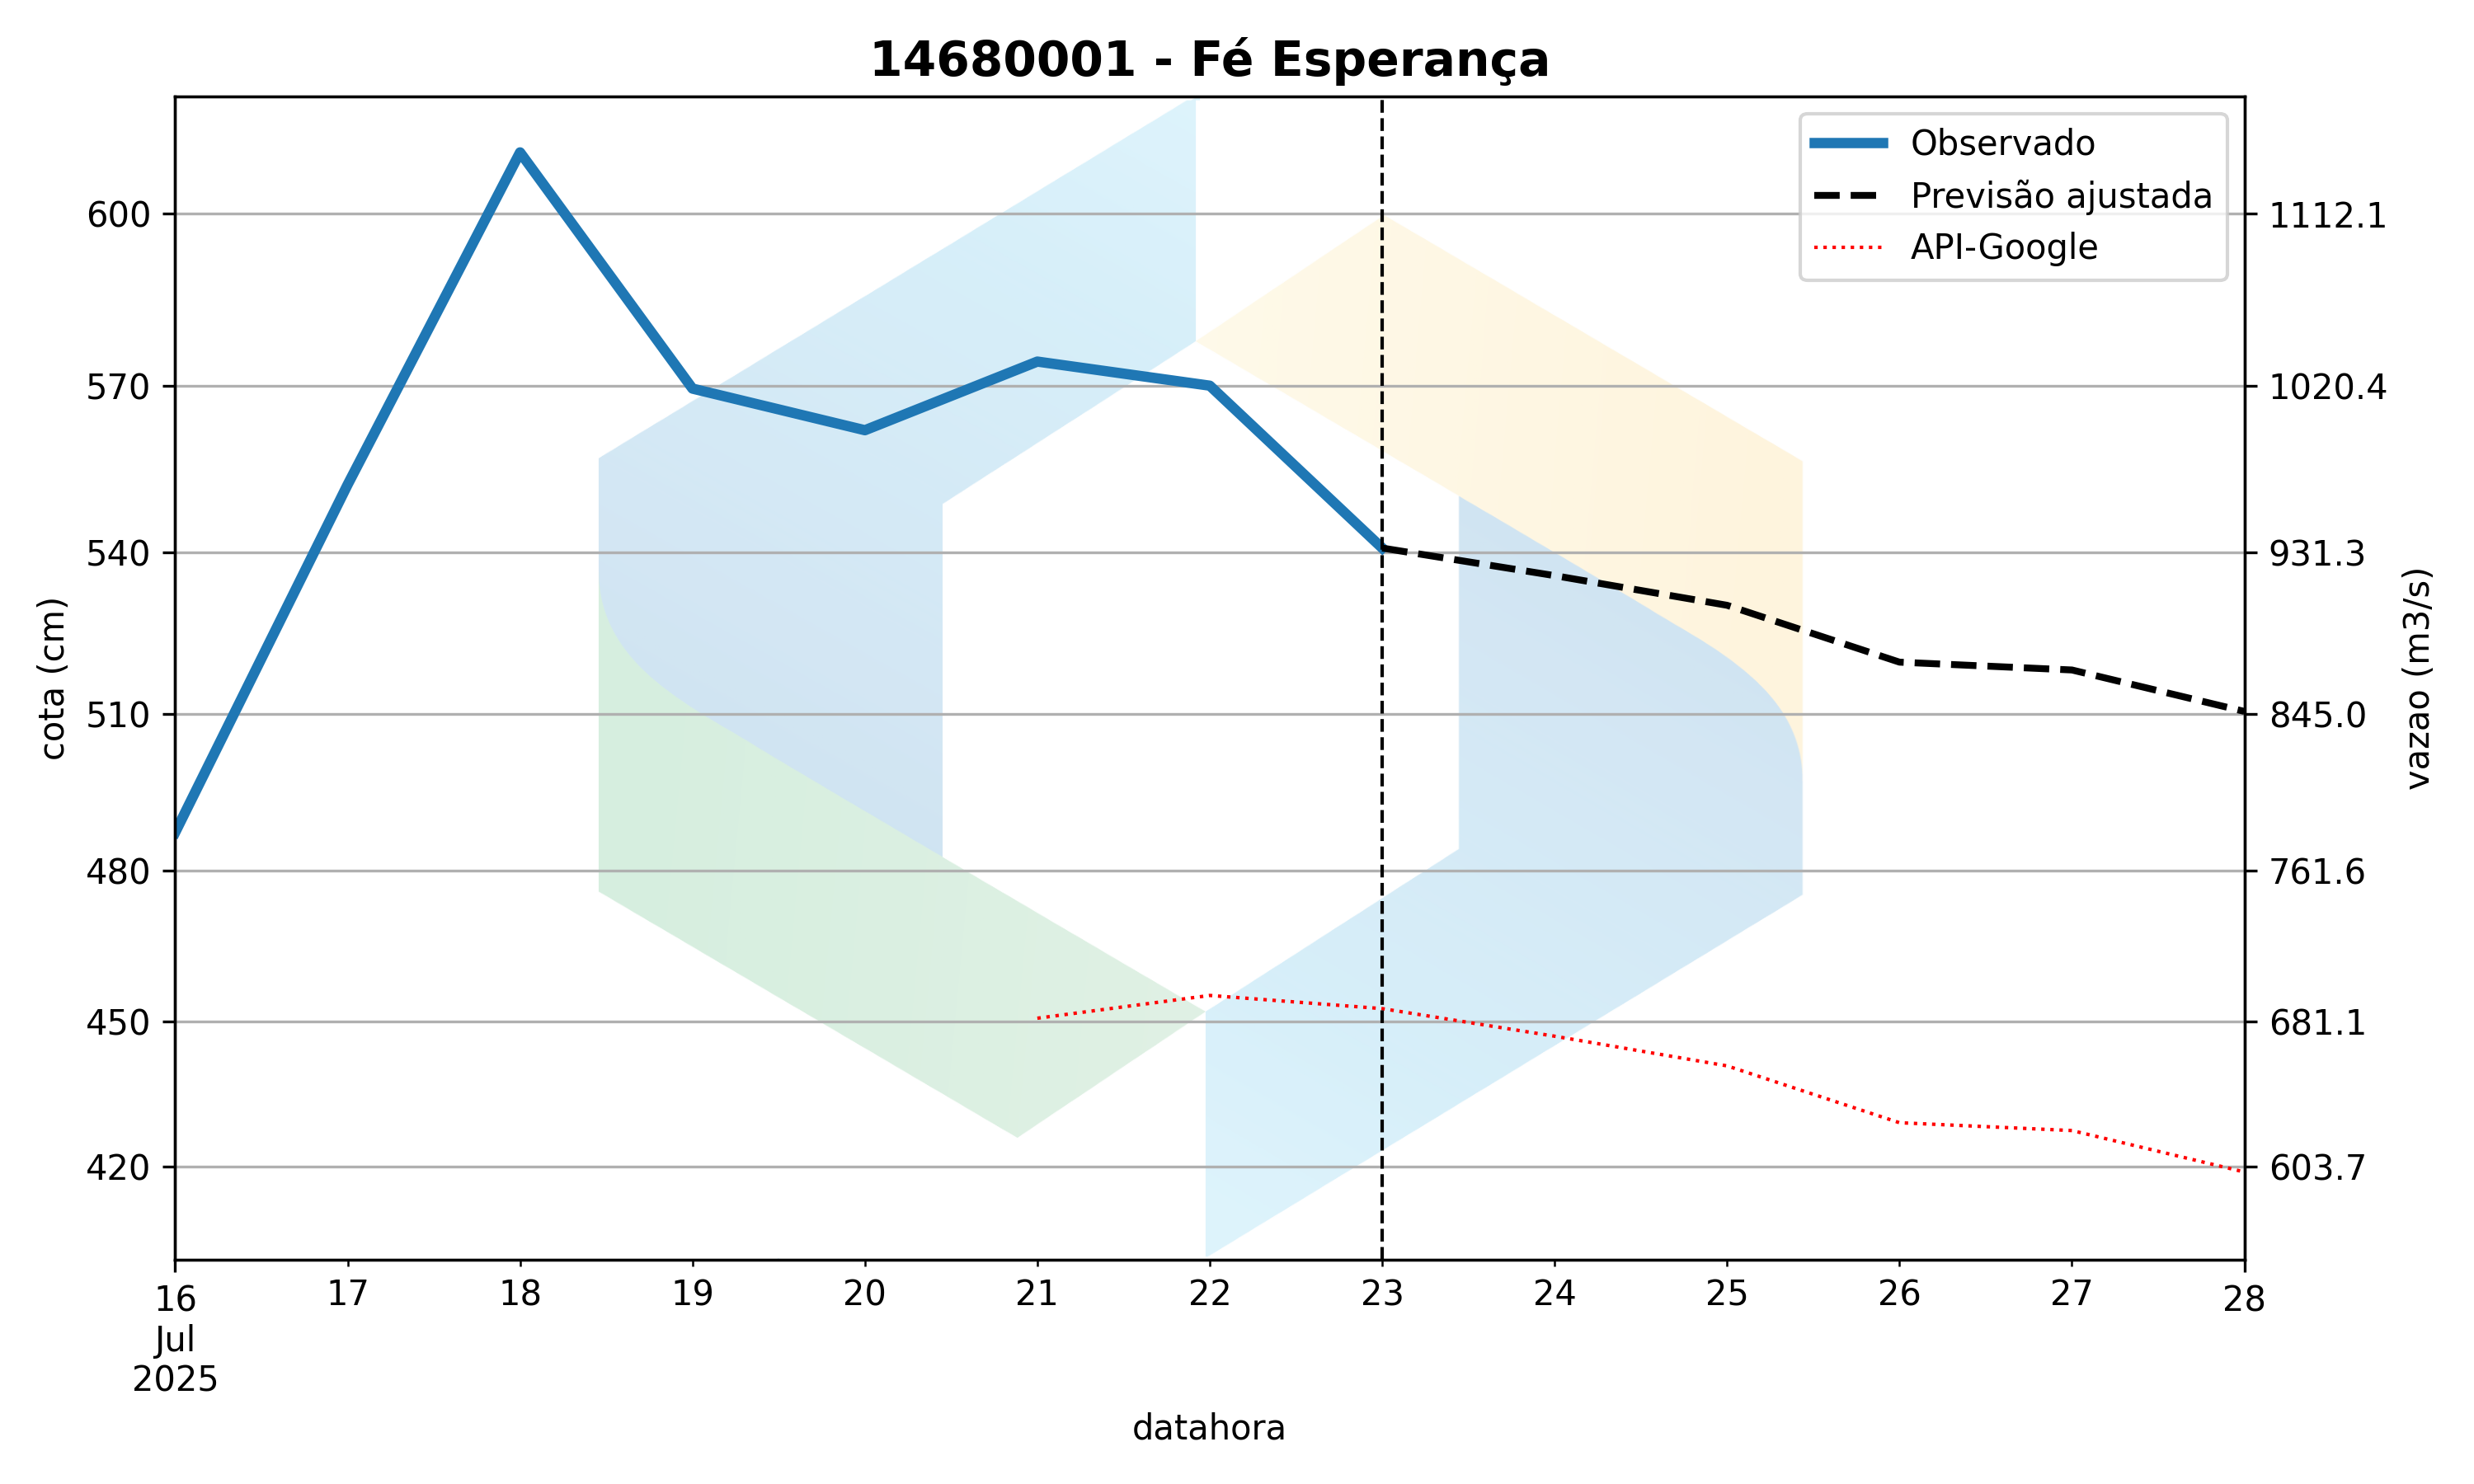 14680001 - Fé Esperança
Observado
Previsão ajustada
API-Google
600
570
540
510
480
450
420
cota (cm)
1112.1
1020.4
931.3
845.0
761.6
681.1
603.7
vazao (m3/s)
16 17 18 19 20 21 22 23 24 25 26 27 28
Jul
2025
datahora